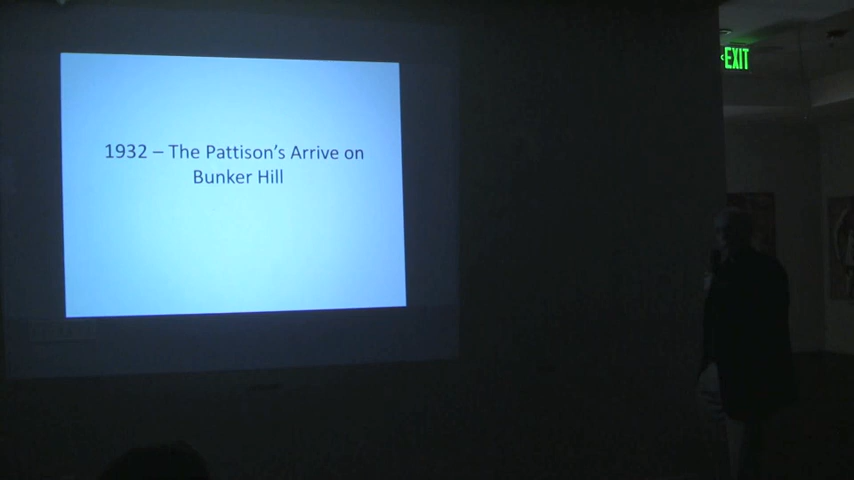 1932 – The Pattison's Arrive on
Bunker Hill
EXIT